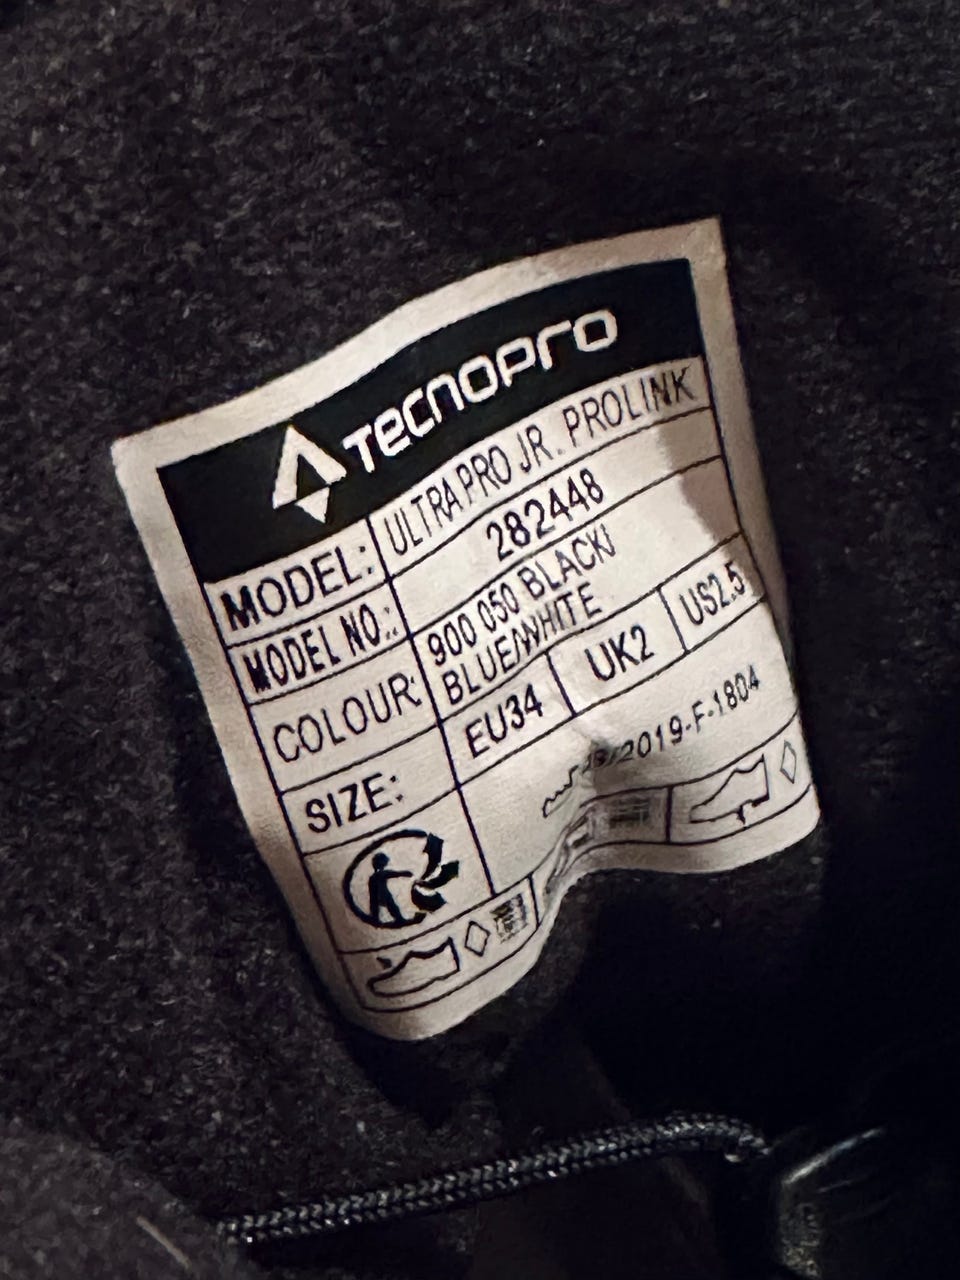 TECNOPRO
MODEL: ULTRA PRO JR. PROLINK
MODEL NO.: 282448
COLOUR: 900 050 BLACK/
BLUE/WHITE
SIZE: EU34 UK2 US2.5
/2019-F-1804